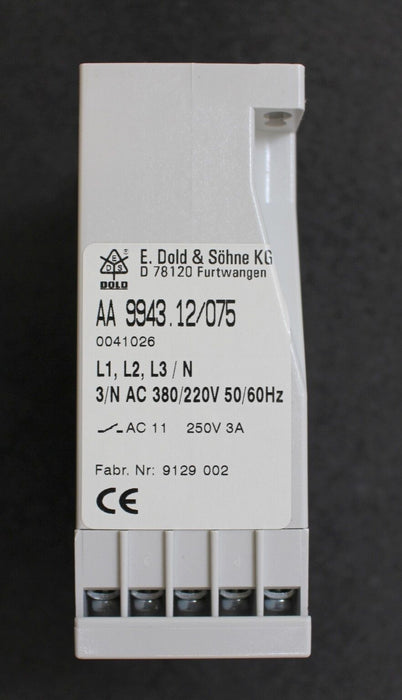 E. Dold & Söhne KG
D 78120 Furtwangen
E D S
DOLD
AA 9943.12/075
0041026
L1, L2, L3 / N
3/N AC 380/220V 50/60Hz
AC 11 250V 3A
Fabr. Nr: 9129 002
CE